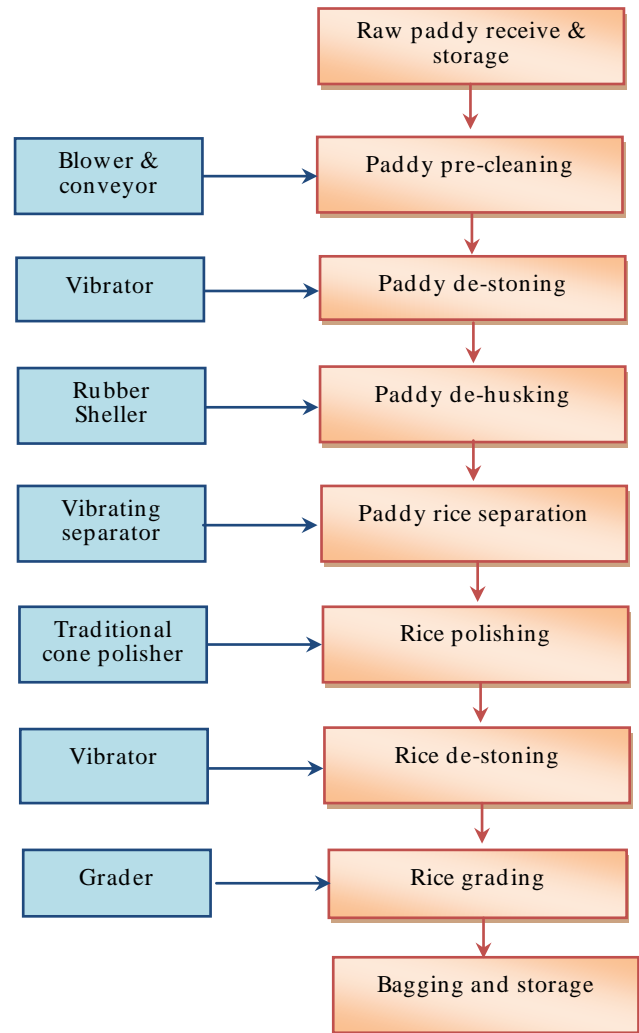 Raw paddy receive &
storage
Blower &
conveyor
Paddy pre-cleaning
Vibrator
Paddy de-stoning
Rubber
Sheller
Paddy de-husking
Vibrating
separator
Paddy rice separation
Traditional
cone polisher
Rice polishing
Vibrator
Rice de-stoning
Grader
Rice grading
Bagging and storage